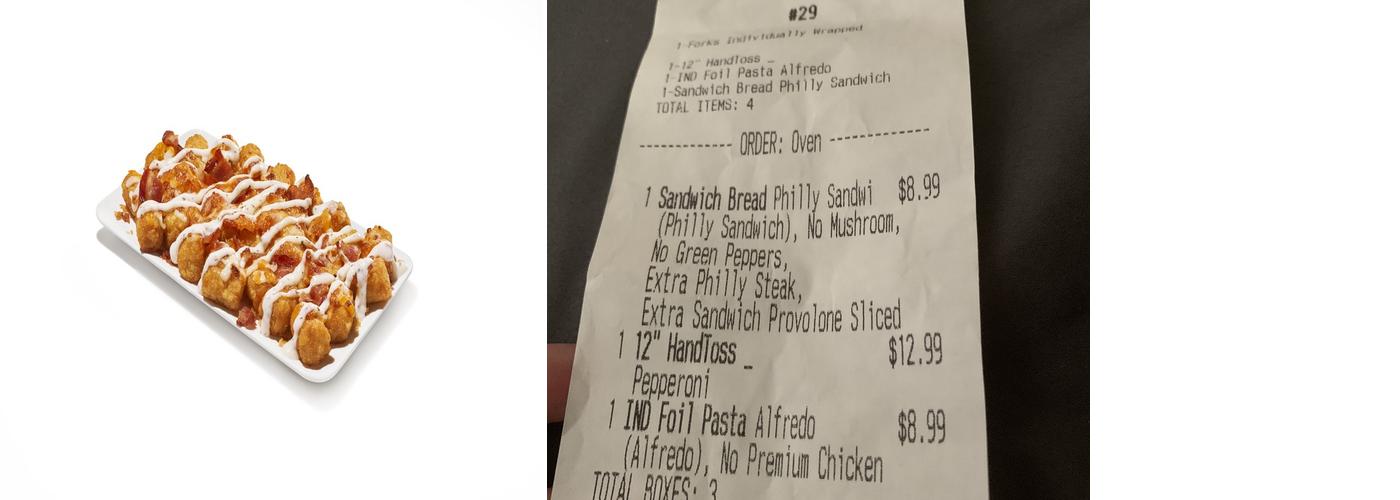 #29
1-Forks Individually Wrapped
1-12" HandToss _
1-IND Foil Pasta Alfredo
1-Sandwich Bread Philly Sandwich
TOTAL ITEMS: 4
------------ ORDER: Oven -------------
1 Sandwich Bread Philly Sandwi $8.99
(Philly Sandwich), No Mushroom,
No Green Peppers,
Extra Philly Steak,
Extra Sandwich Provolone Sliced
1 12" HandToss _ $12.99
Pepperoni
1 IND Foil Pasta Alfredo $8.99
(Alfredo), No Premium Chicken
TOTAL BOXES: 3